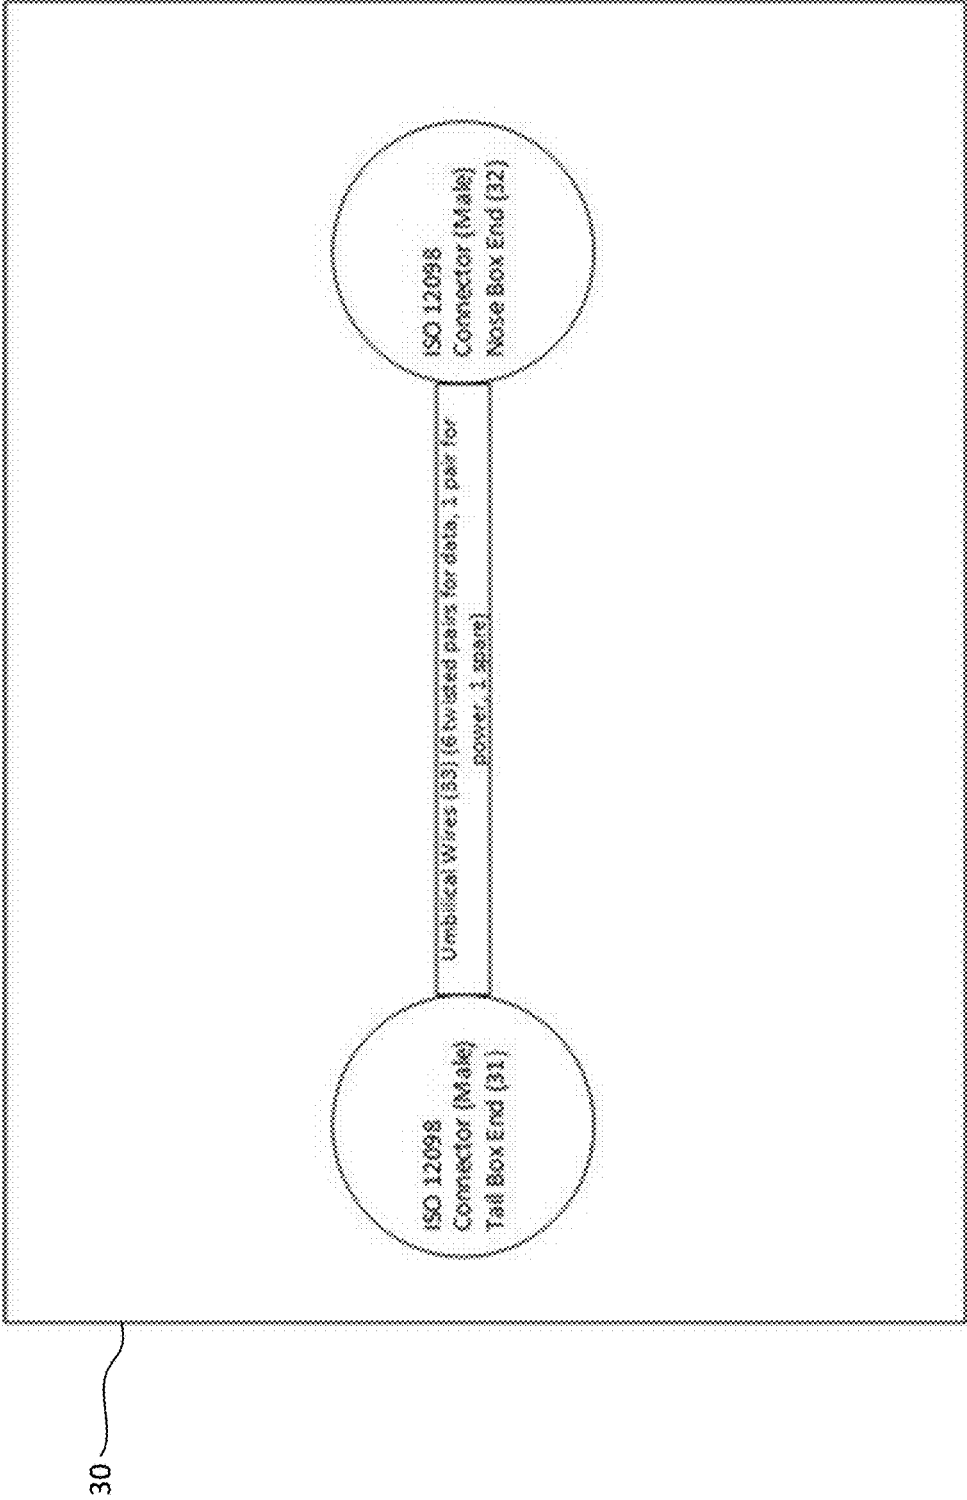 ISO 12098
Connector (Male)
Tail Box End (31)
Umbilical Wires (33) (6 twisted pairs for data, 1 pair for
power, 1 spare)
ISO 12098
Connector (Male)
Nose Box End (32)
30